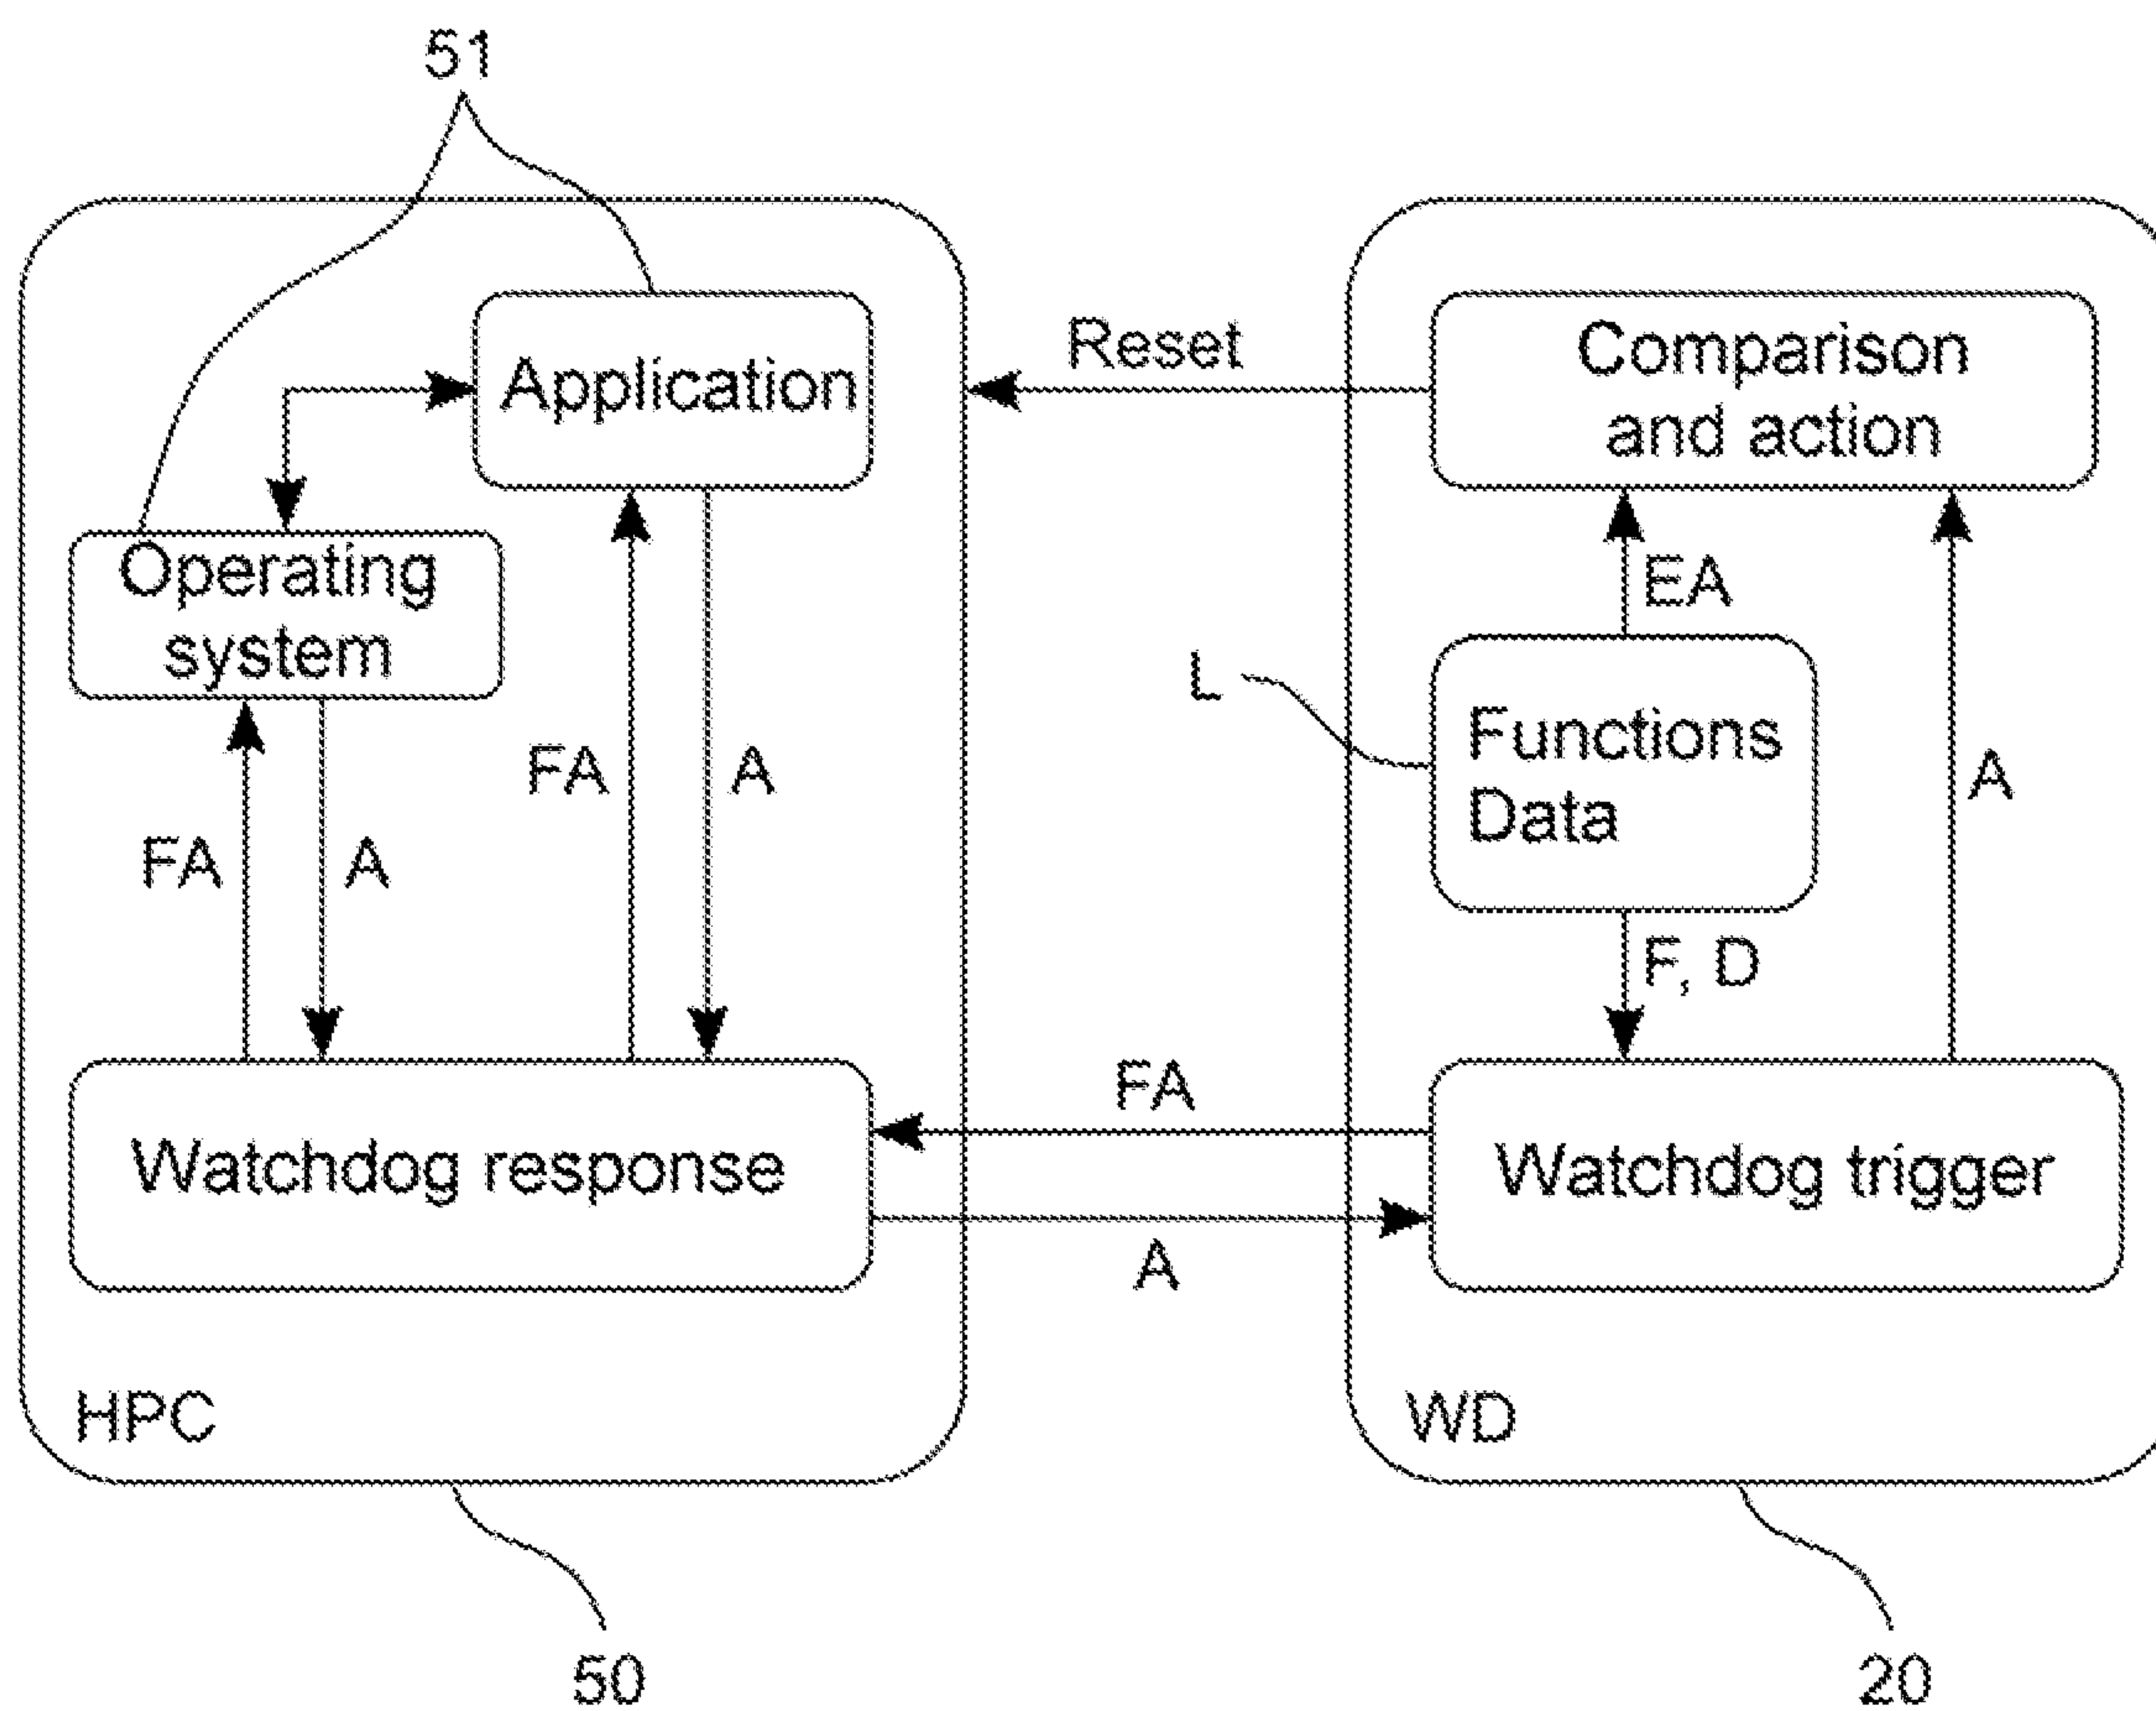 51
Reset
Application
Comparison
and action
Operating
system
EA
L
Functions
Data
FA
A
A
FA
A
F, D
FA
Watchdog response
Watchdog trigger
A
HPC
WD
50
20